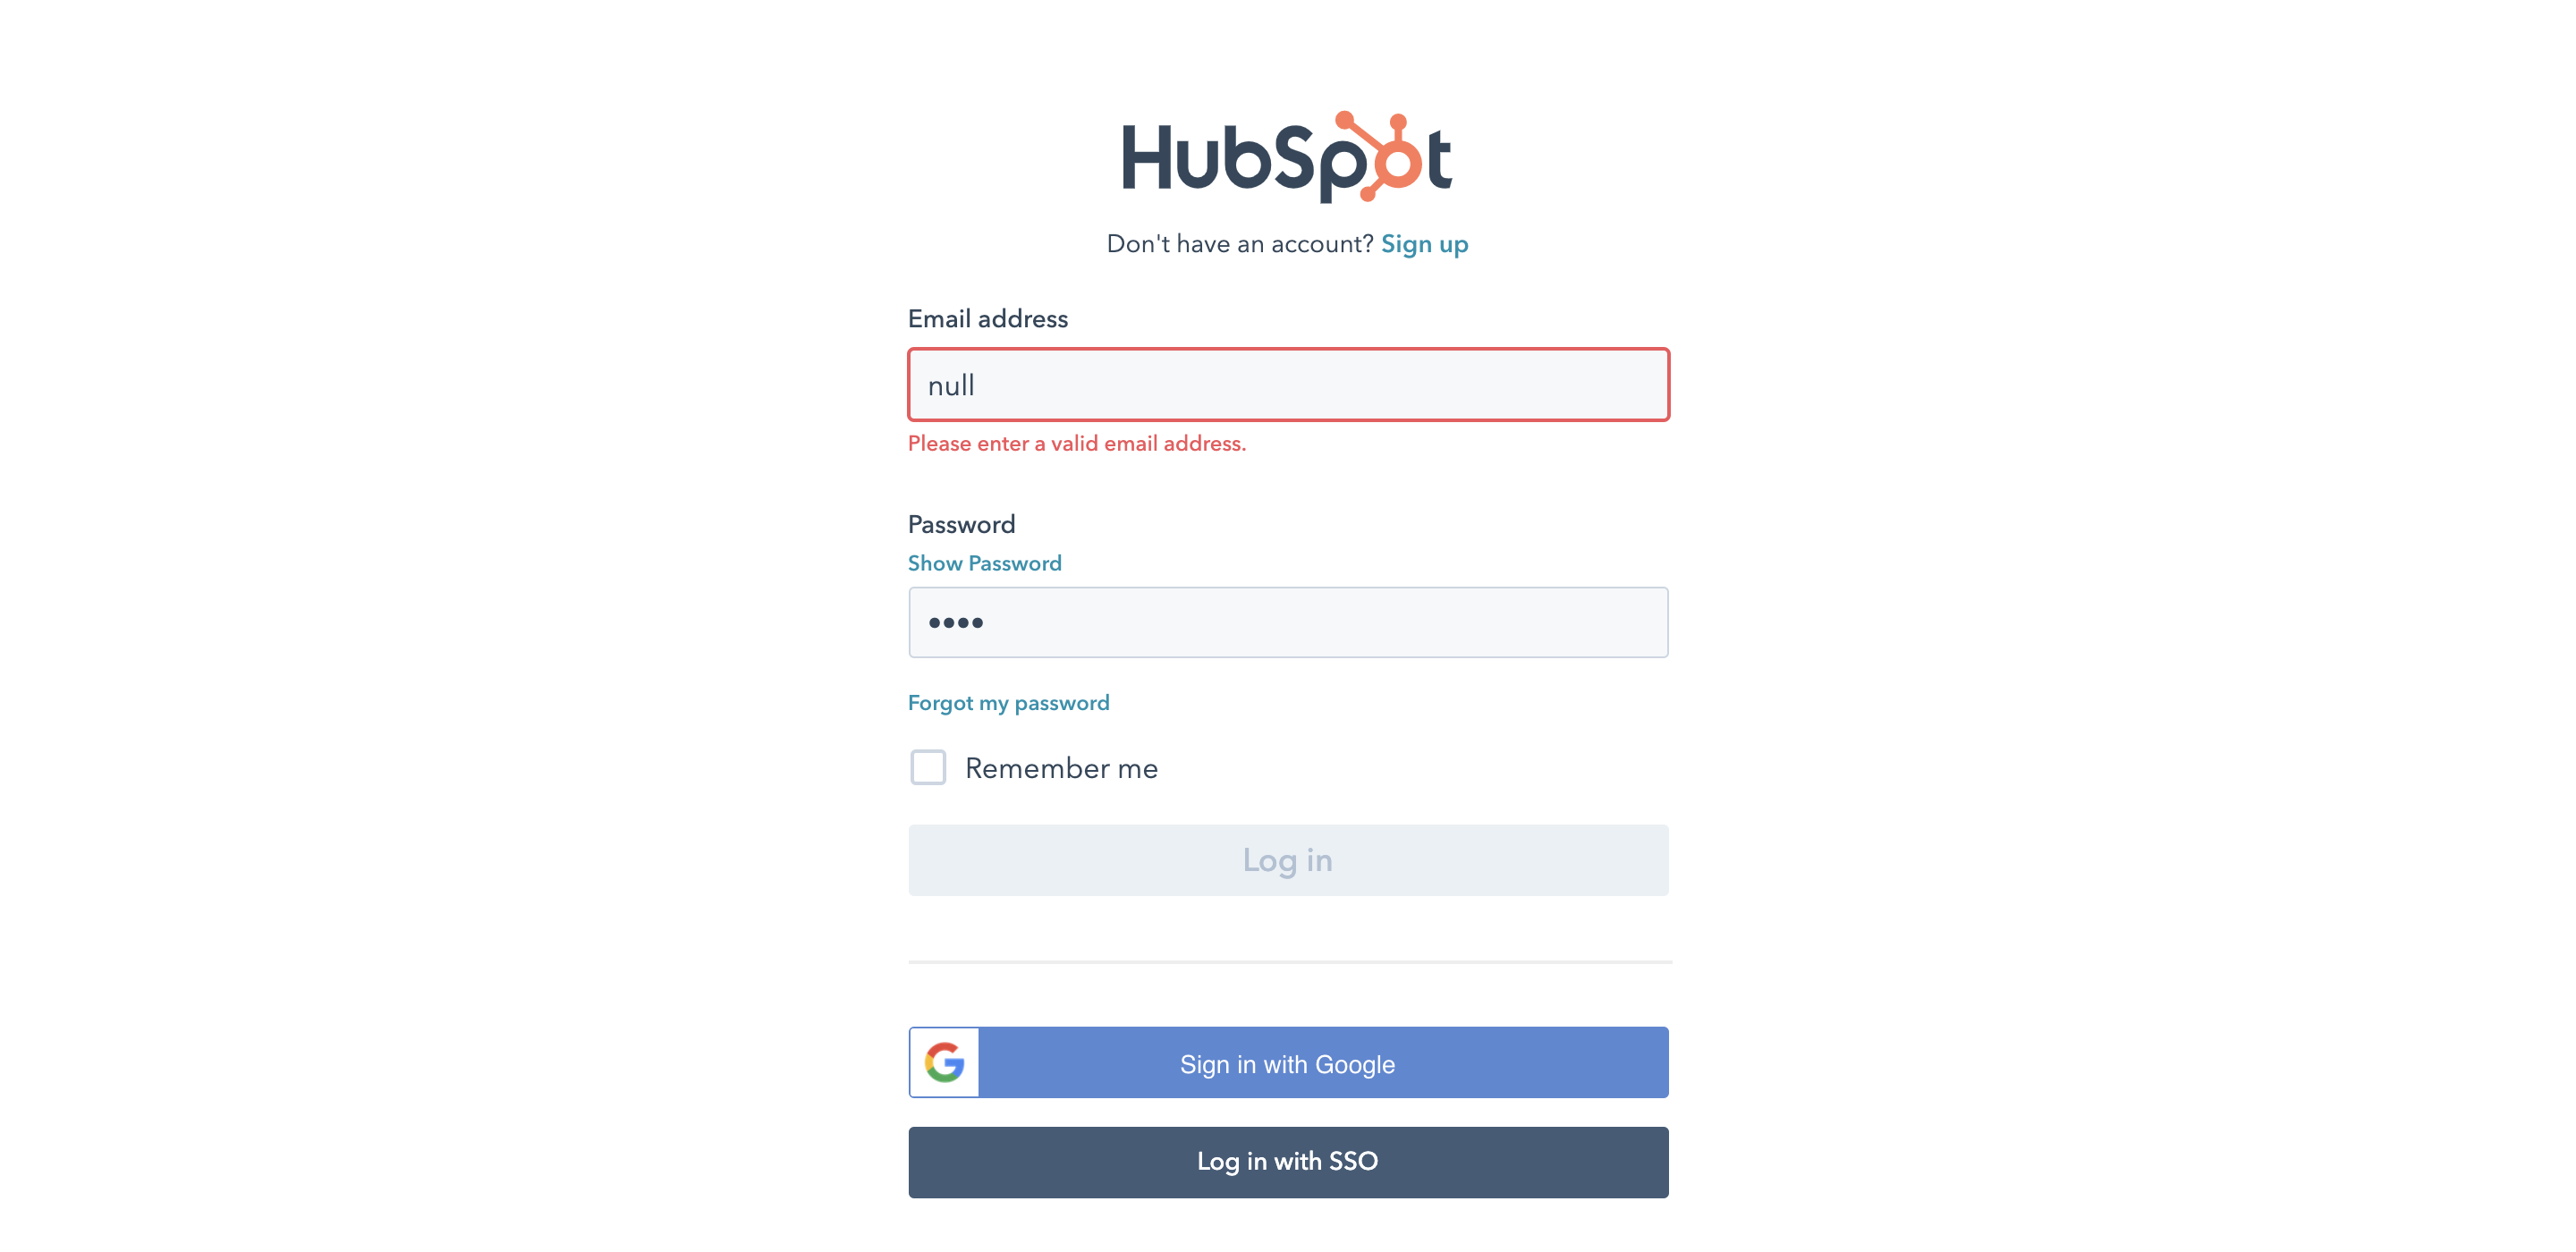 HubSpot
Don't have an account? Sign up
Email address
null
Please enter a valid email address.
Password
Show Password
••••
Forgot my password
Remember me
Log in
Sign in with Google
Log in with SSO